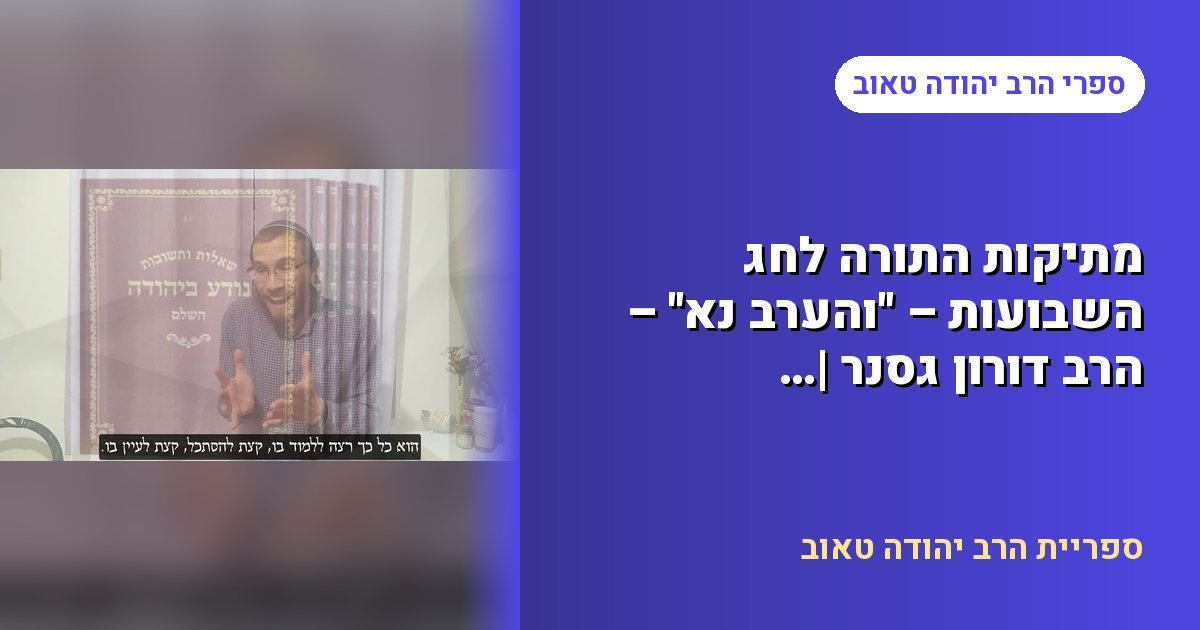 ספרי הרב יהודה טאוב
מתיקות התורה לחג
השבועות – "והערב נא" –
הרב דורון גסנר |...
ספריית הרב יהודה טאוב
שאלות ותשובות
נודע ביהודה
השלם
הוא כל כך רצה ללמוד בו, קצת להסתכל, קצת לעיין בו.